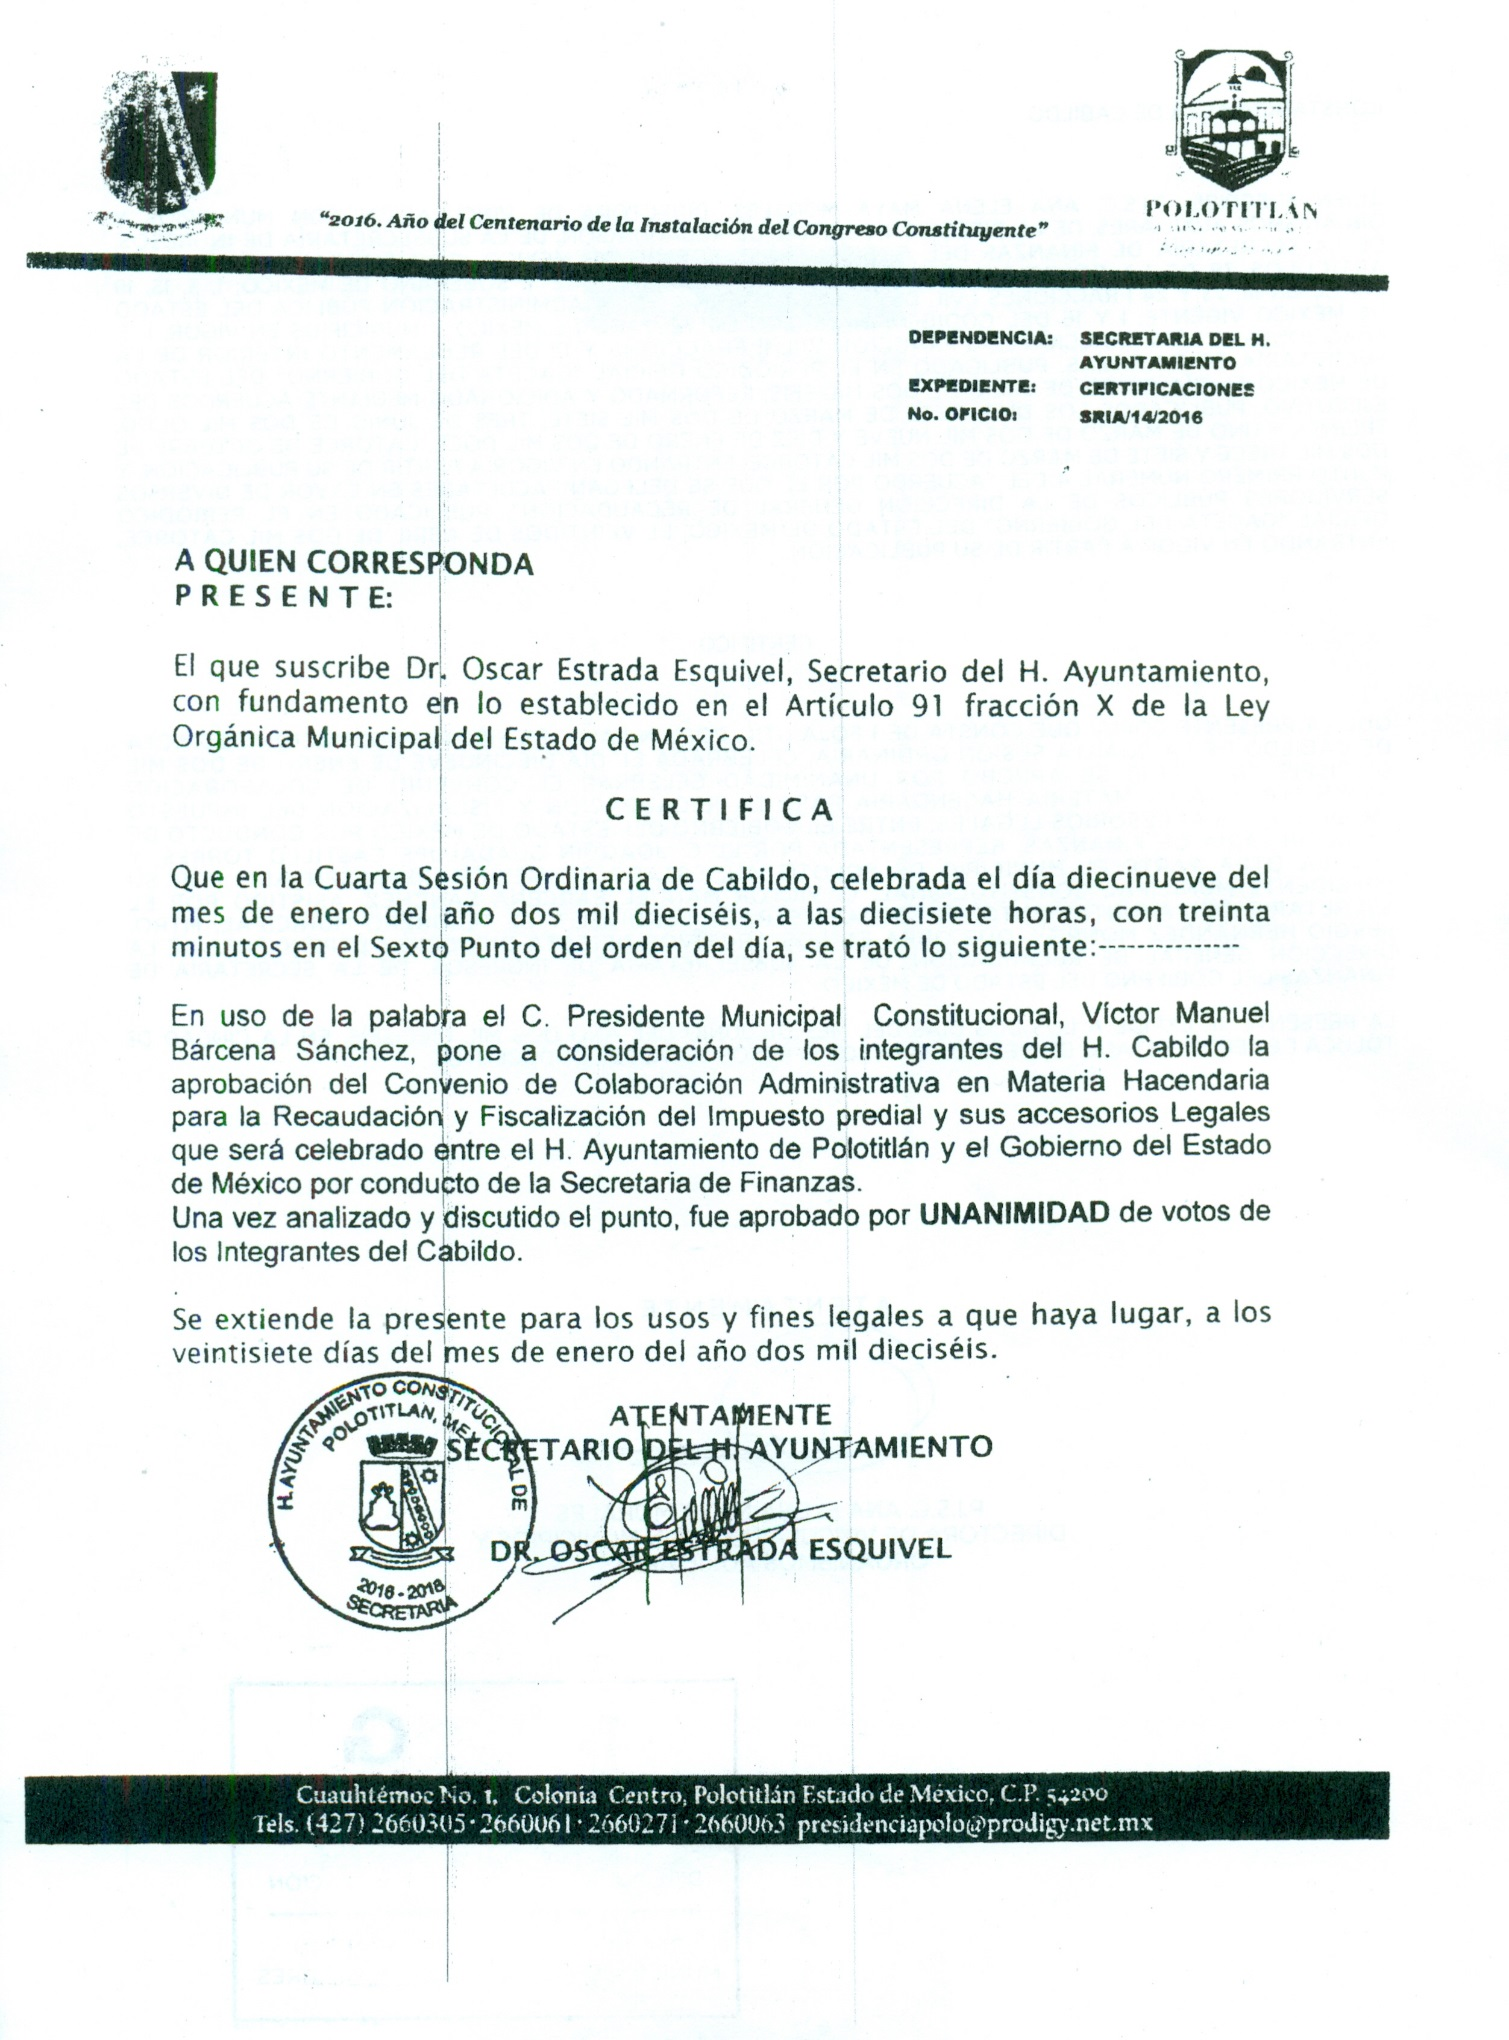 "2016. Año del Centenario de la Instalación del Congreso Constituyente"
POLOTITLÁN
DEPENDENCIA: SECRETARIA DEL H.
AYUNTAMIENTO
EXPEDIENTE: CERTIFICACIONES
No. OFICIO: SRIA/14/2016
A QUIEN CORRESPONDA
P R E S E N T E:
El que suscribe Dr. Oscar Estrada Esquivel, Secretario del H. Ayuntamiento,
con fundamento en lo establecido en el Artículo 91 fracción X de la Ley
Orgánica Municipal del Estado de México.
C E R T I F I C A
Que en la Cuarta Sesión Ordinaria de Cabildo, celebrada el día diecinueve del
mes de enero del año dos mil dieciséis, a las diecisiete horas, con treinta
minutos en el Sexto Punto del orden del día, se trató lo siguiente:---------------
En uso de la palabra el C. Presidente Municipal Constitucional, Víctor Manuel
Bárcena Sánchez, pone a consideración de los integrantes del H. Cabildo la
aprobación del Convenio de Colaboración Administrativa en Materia Hacendaria
para la Recaudación y Fiscalización del Impuesto predial y sus accesorios Legales
que será celebrado entre el H. Ayuntamiento de Polotitlán y el Gobierno del Estado
de México por conducto de la Secretaria de Finanzas.
Una vez analizado y discutido el punto, fue aprobado por UNANIMIDAD de votos de
los Integrantes del Cabildo.
Se extiende la presente para los usos y fines legales a que haya lugar, a los
veintisiete días del mes de enero del año dos mil dieciséis.
H. AYUNTAMIENTO CONSTITUCIONAL DE
POLOTITLAN, MEX.
2016-2018
SECRETARIA
ATENTAMENTE
SECRETARIO DEL H. AYUNTAMIENTO
DR. OSCAR ESTRADA ESQUIVEL
Cuauhtémoc No. 1, Colonia Centro, Polotitlán Estado de México, C.P. 54200
Tels. (427) 2660305·2660061·2660271·2660063 presidenciapolo@prodigy.net.mx